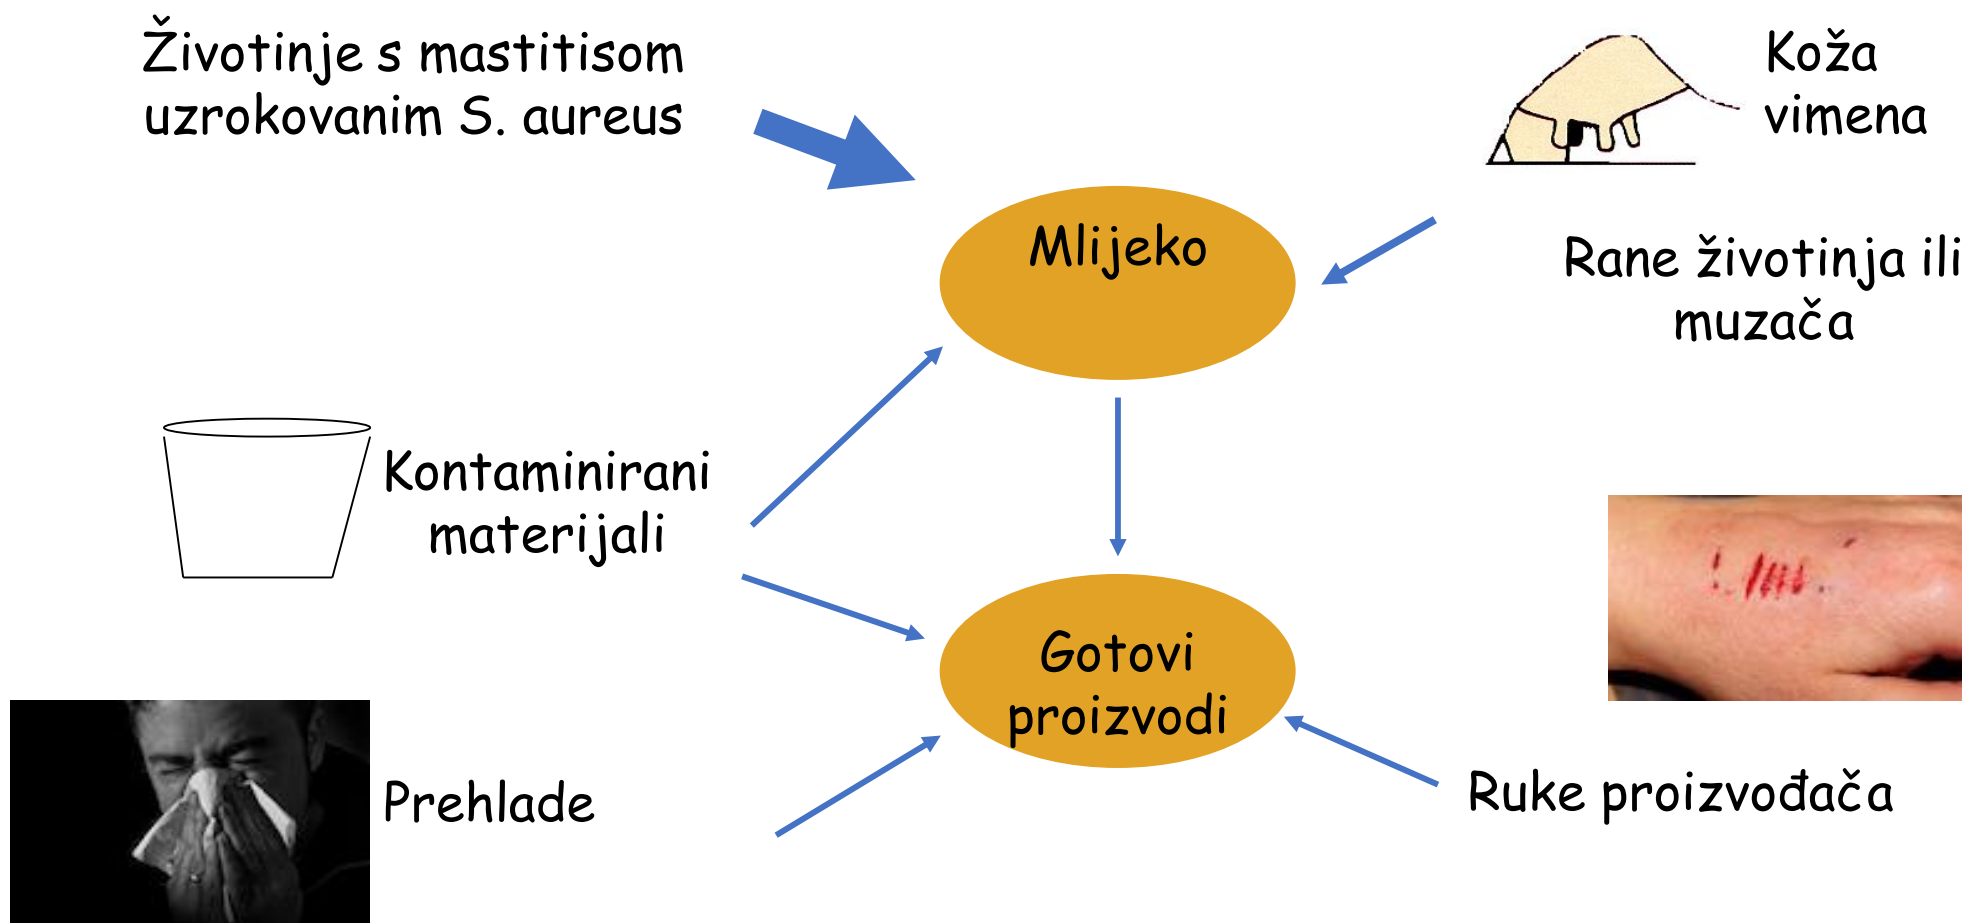 Životinje s mastitisom
uzrokovanim S. aureus
Koža
vimena
Mlijeko
Rane životinja ili
muzača
Kontaminirani
materijali
Gotovi
proizvodi
Prehlade
Ruke proizvođača